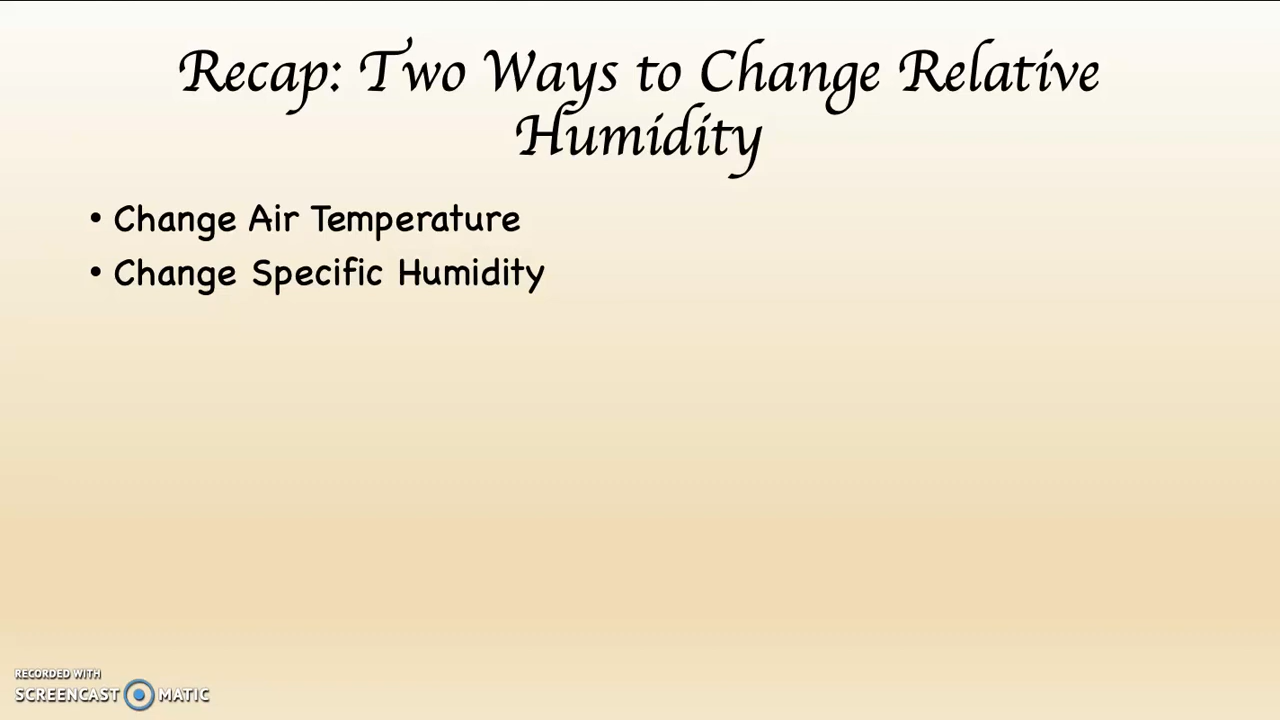 Recap: Two Ways to Change Relative
Humidity
• Change Air Temperature
• Change Specific Humidity
RECORDED WITH
SCREENCAST MATIC